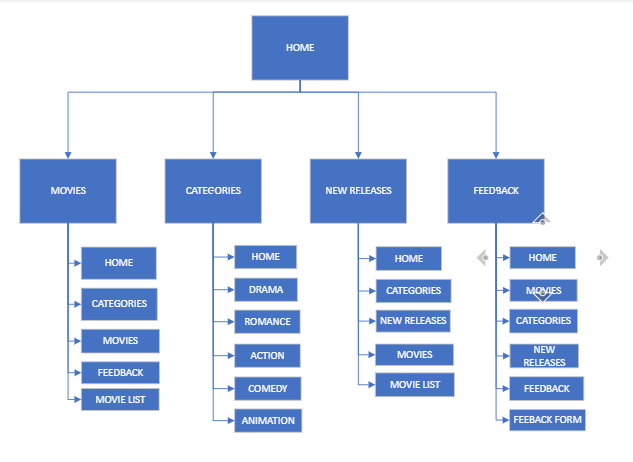 HOME
MOVIES
CATEGORIES
NEW RELEASES
FEEDBACK
HOME
CATEGORIES
MOVIES
FEEDBACK
MOVIE LIST
HOME
DRAMA
ROMANCE
ACTION
COMEDY
ANIMATION
HOME
CATEGORIES
NEW RELEASES
MOVIES
MOVIE LIST
HOME
MOVIES
CATEGORIES
NEW
RELEASES
FEEDBACK
FEEBACK FORM